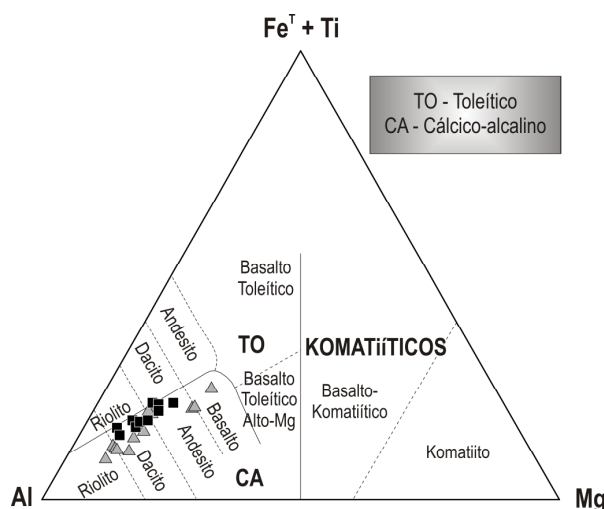 Fe^T + Ti
TO - Toleítico
CA - Cálcico-alcalino
Basalto
Toleítico
Andesito
TO
KOMATiíTICOS
Dacito
Basalto
Toleítico
Alto-Mg
Basalto-
Komatiítico
Riolito
Basalto
Andesito
Komatiito
Dacito
Riolito
CA
Al
Mg